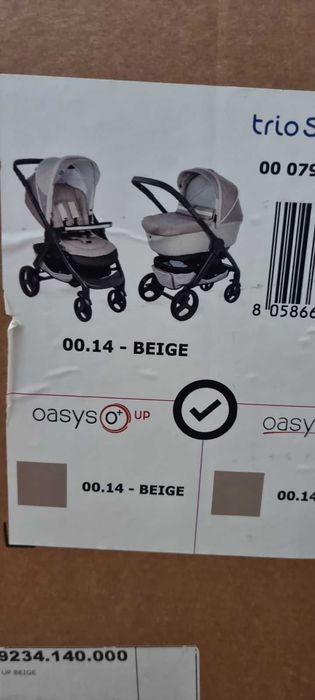 trio S
00 079
8 05866
00.14 - BEIGE
oasys 0+ UP
oasy
00.14 - BEIGE
00.14
9234.140.000
UP BEIGE